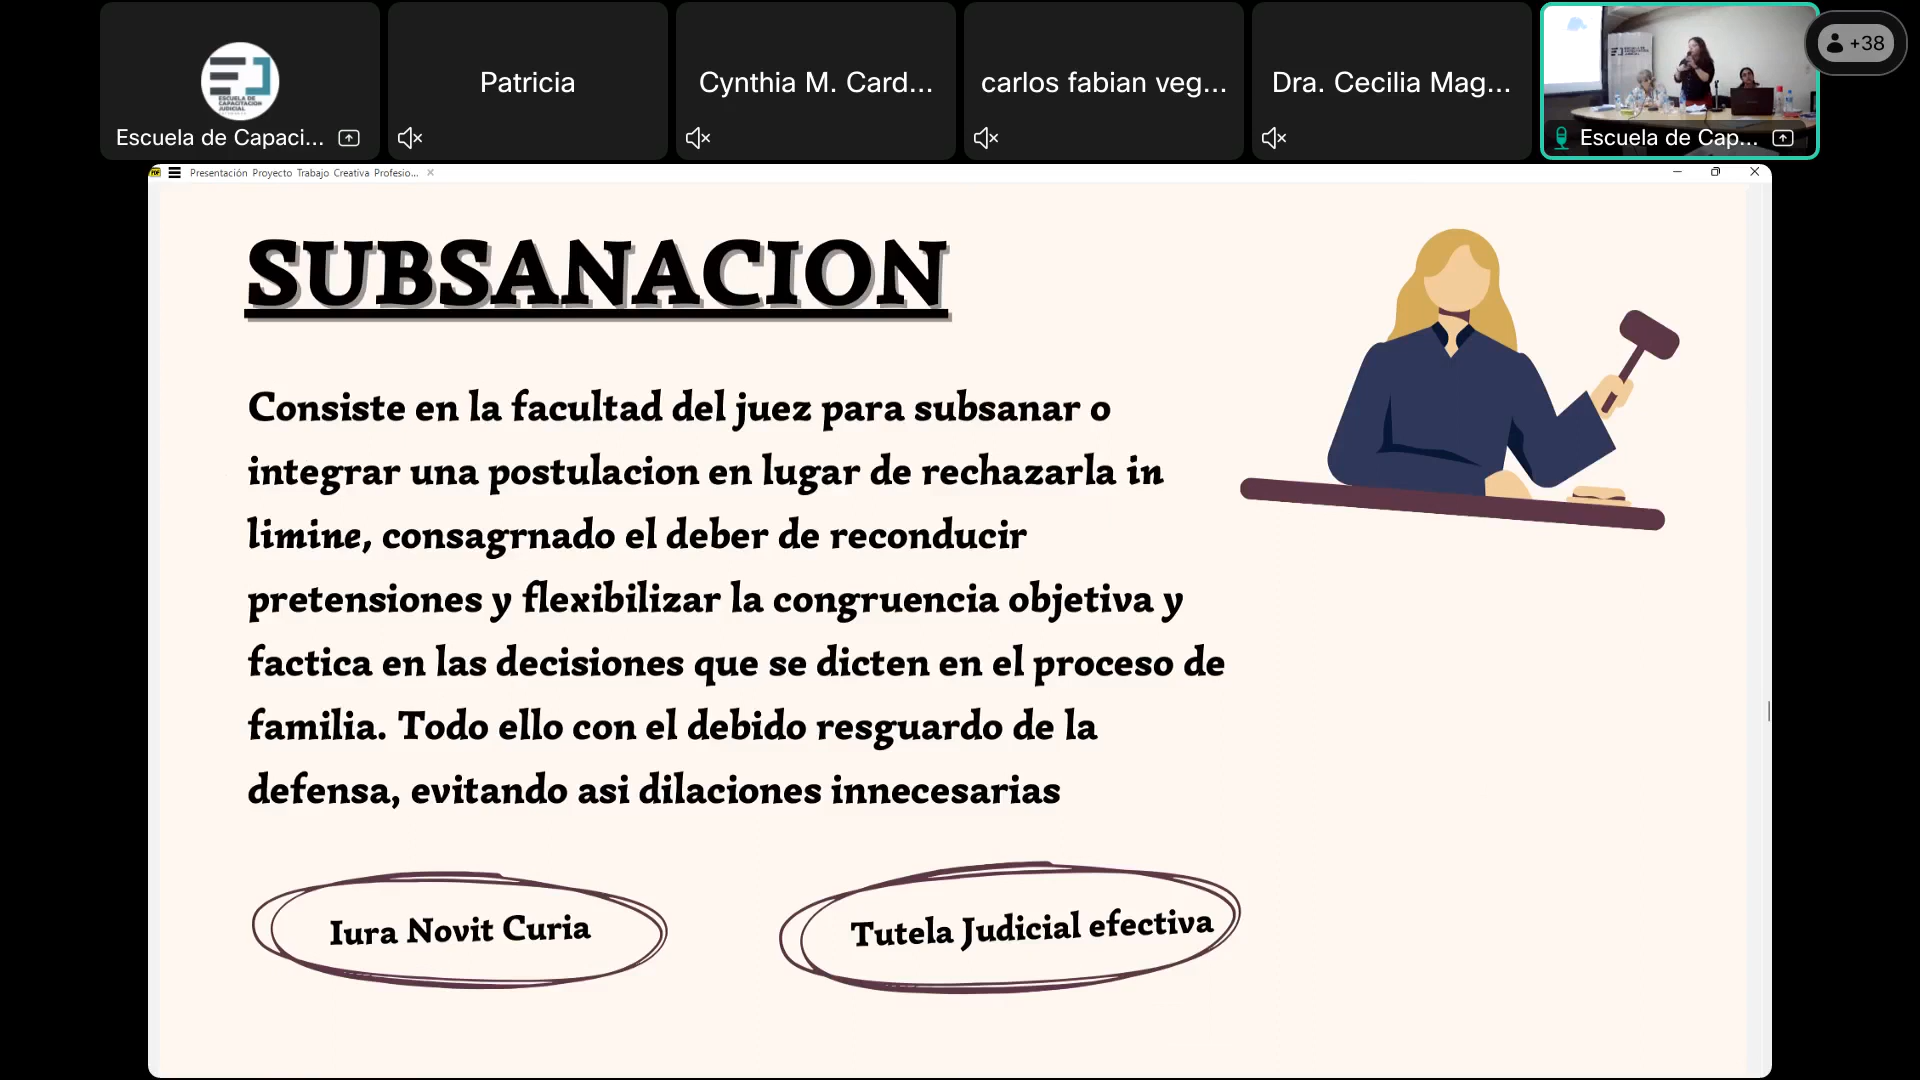 ESCUELA DE
CAPACITACIÓN
JUDICIAL
Escuela de Capaci...
Patricia
Cynthia M. Card...
carlos fabian veg...
Dra. Cecilia Mag...
Escuela de Cap...
+38
Presentación Proyecto Trabajo Creativa Profesio...
SUBSANACION
Consiste en la facultad del juez para subsanar o
integrar una postulacion en lugar de rechazarla in
limine, consagrnado el deber de reconducir
pretensiones y flexibilizar la congruencia objetiva y
factica en las decisiones que se dicten en el proceso de
familia. Todo ello con el debido resguardo de la
defensa, evitando asi dilaciones innecesarias
Iura Novit Curia
Tutela Judicial efectiva